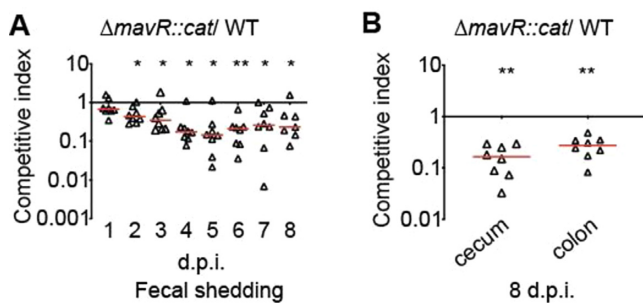 A
ΔmavR::cat/ WT
Competitive index
10
1
0.1
0.01
0.001
* * * * ** * *
1 2 3 4 5 6 7 8
d.p.i.
Fecal shedding
B
ΔmavR::cat/ WT
Competitive index
10
1
0.1
0.01
** **
cecum colon
8 d.p.i.